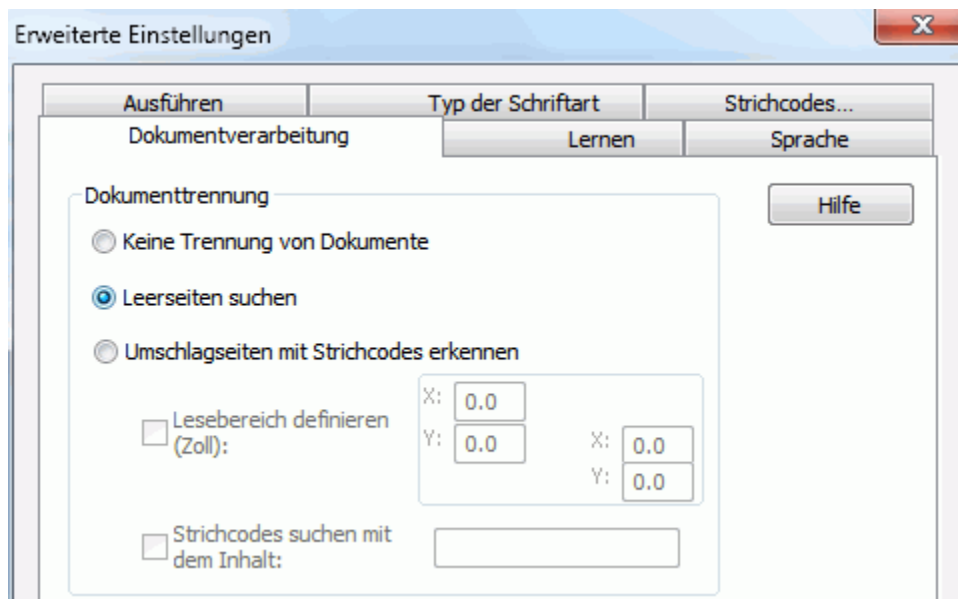 Erweiterte Einstellungen
Ausführen Typ der Schriftart Strichcodes...
Dokumentverarbeitung Lernen Sprache
Dokumenttrennung
Hilfe
Keine Trennung von Dokumente
Leerseiten suchen
Umschlagseiten mit Strichcodes erkennen
Lesebereich definieren
(Zoll):
X: 0.0
Y: 0.0
X: 0.0
Y: 0.0
Strichcodes suchen mit
dem Inhalt: